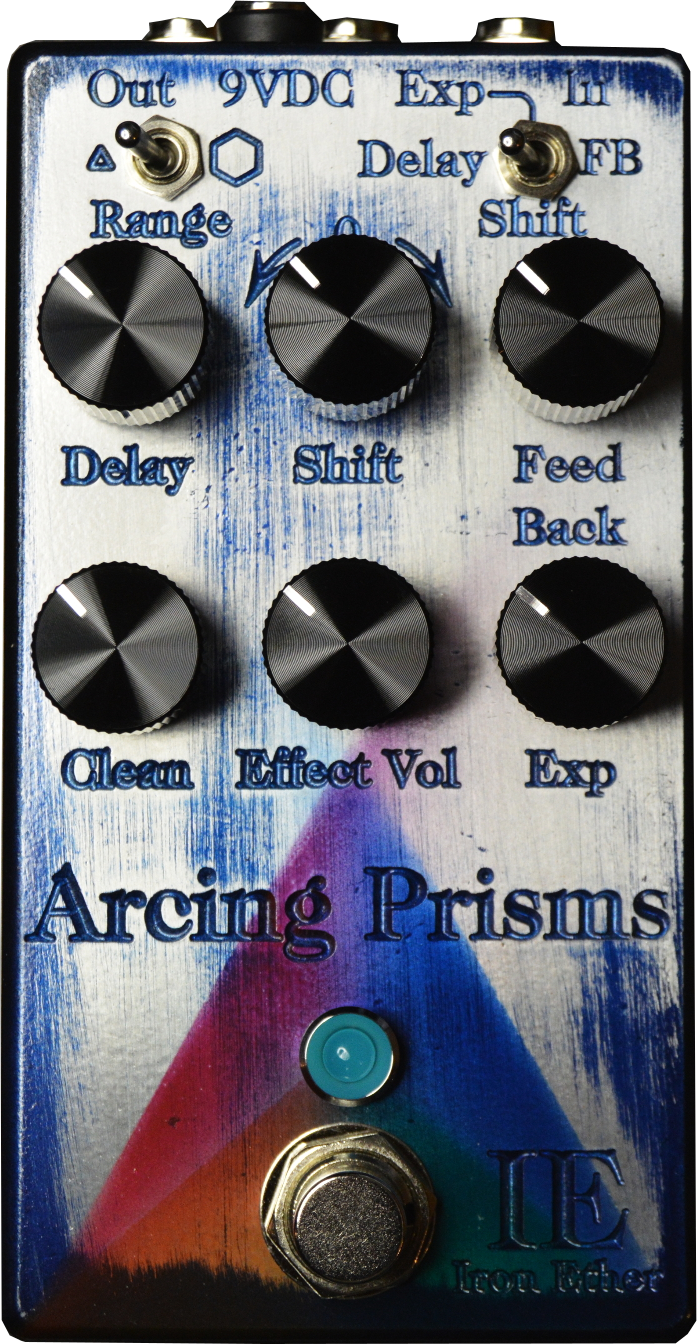 Out 9VDC Exp In
Delay FB
Range Shift
0
Delay Shift Feed
Back
Clean Effect Vol Exp
Arcing Prisms
IE
Iron Ether